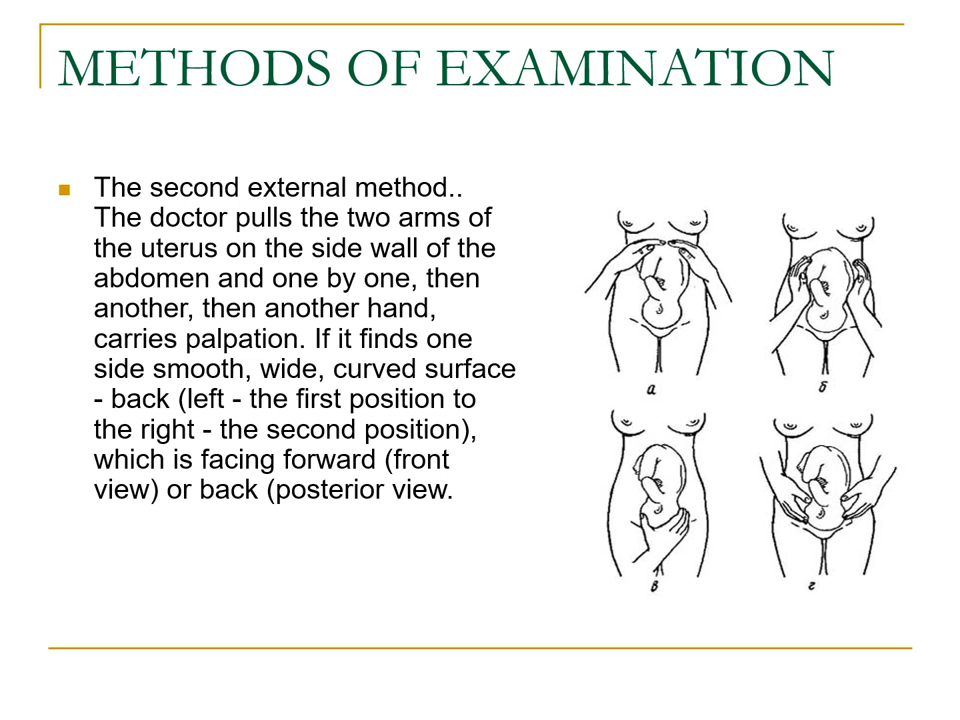 METHODS OF EXAMINATION
The second external method..
The doctor pulls the two arms of
the uterus on the side wall of the
abdomen and one by one, then
another, then another hand,
carries palpation. If it finds one
side smooth, wide, curved surface
- back (left - the first position to
the right - the second position),
which is facing forward (front
view) or back (posterior view.
а
б
в
г